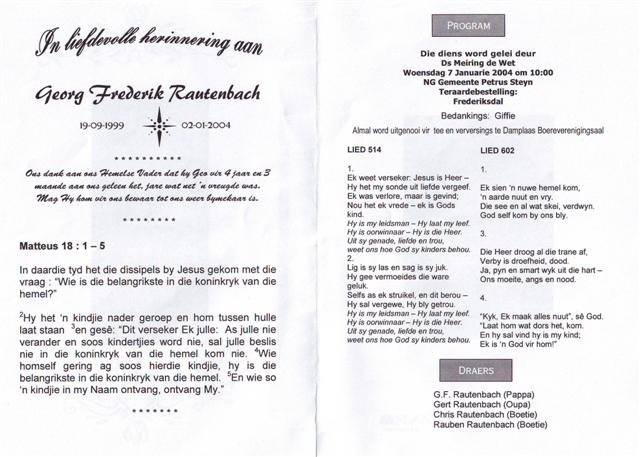 In liefdevolle herinnering aan
Georg Frederik Rautenbach
19-09-1999 02-01-2004
* * * * * * * * * *
Ons dank aan ons Hemelse Vader dat hy Geo vir 4 jaar en 3
maande aan ons geleen het, jare wat net 'n vreugde was.
Mag Hy hom vir ons bewaar tot ons weer bymekaar is.
* * * * * * * *
Matteus 18 : 1 – 5
In daardie tyd het die dissipels by Jesus gekom met die
vraag : "Wie is die belangrikste in die koninkryk van die
hemel?"
²Hy het 'n kindjie nader geroep en hom tussen hulle
laat staan ³en gesê: "Dit verseker Ek julle: As julle nie
verander en soos kindertjies word nie, sal julle beslis
nie in die koninkryk van die hemel kom nie. ⁴Wie
homself gering ag soos hierdie kindjie, hy is die
belangrikste in die koninkryk van die hemel. ⁵En wie so
'n kindjie in my Naam ontvang, ontvang My."
* * * * * * *
PROGRAM
Die diens word gelei deur
Ds Meiring de Wet
Woensdag 7 Januarie 2004 om 10:00
NG Gemeente Petrus Steyn
Teraardebestelling:
Frederiksdal
Bedankings: Giffie
Almal word uitgenooi vir tee en verversings te Damplaas Boereverenigingsaal
LIED 514
1.
Ek weet verseker: Jesus is Heer –
Hy het my sonde uit liefde vergeef.
Ek was verlore, maar is gevind;
Nou het ek vrede – ek is Gods
kind.
Hy is my leidsman – Hy laat my leef.
Hy is oorwinnaar – Hy is die Heer.
Uit sy genade, liefde en trou,
weet ons hoe God sy kinders behou.
2.
Lig is sy las en sag is sy juk.
Hy gee vermoeides die ware
geluk.
Selfs as ek struikel, en dit berou –
Hy sal vergewe, Hy bly getrou.
Hy is my leidsman – Hy laat my leef.
Hy is oorwinnaar – Hy is die Heer.
Uit sy genade, liefde en trou,
weet ons hoe God sy kinders behou.
LIED 602
1.
Ek sien 'n nuwe hemel kom,
'n aarde nuut en vry.
Die see en al wat skei, verdwyn.
God self kom by ons bly.
3.
Die Heer droog al die trane af,
Verby is droefheid, dood.
Ja, pyn en smart wyk uit die hart –
Ons moeite, angs en nood.
4.
"Kyk, Ek maak alles nuut", sê God.
"Laat hom wat dors het, kom.
En hy sal vind hy is my kind;
Ek is 'n God vir hom!"
DRAERS
G.F. Rautenbach (Pappa)
Gert Rautenbach (Oupa)
Chris Rautenbach (Boetie)
Rauben Rautenbach (Boetie)